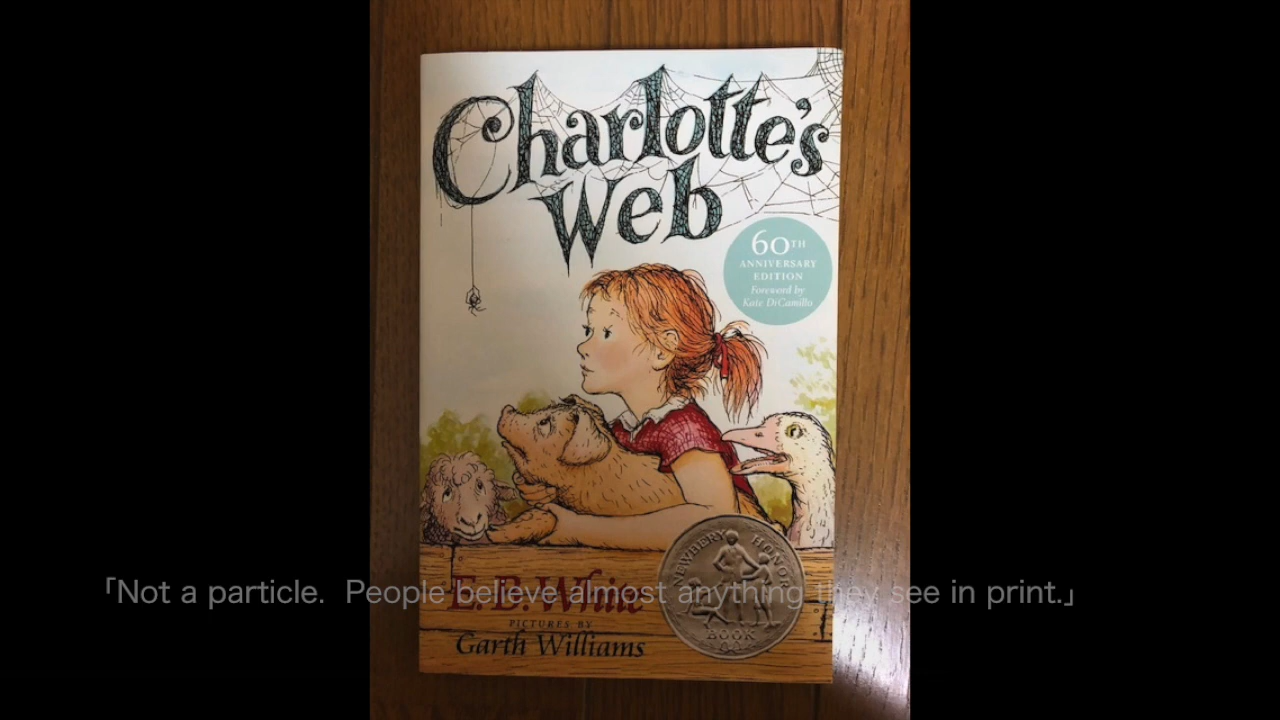 Charlotte's
Web
60TH
ANNIVERSARY
EDITION
Foreword by
Kate DiCamillo
「Not a particle. People believe almost anything they see in print.」
E. B. White
NEWBERY HONOR
BOOK
PICTURES BY
Garth Williams